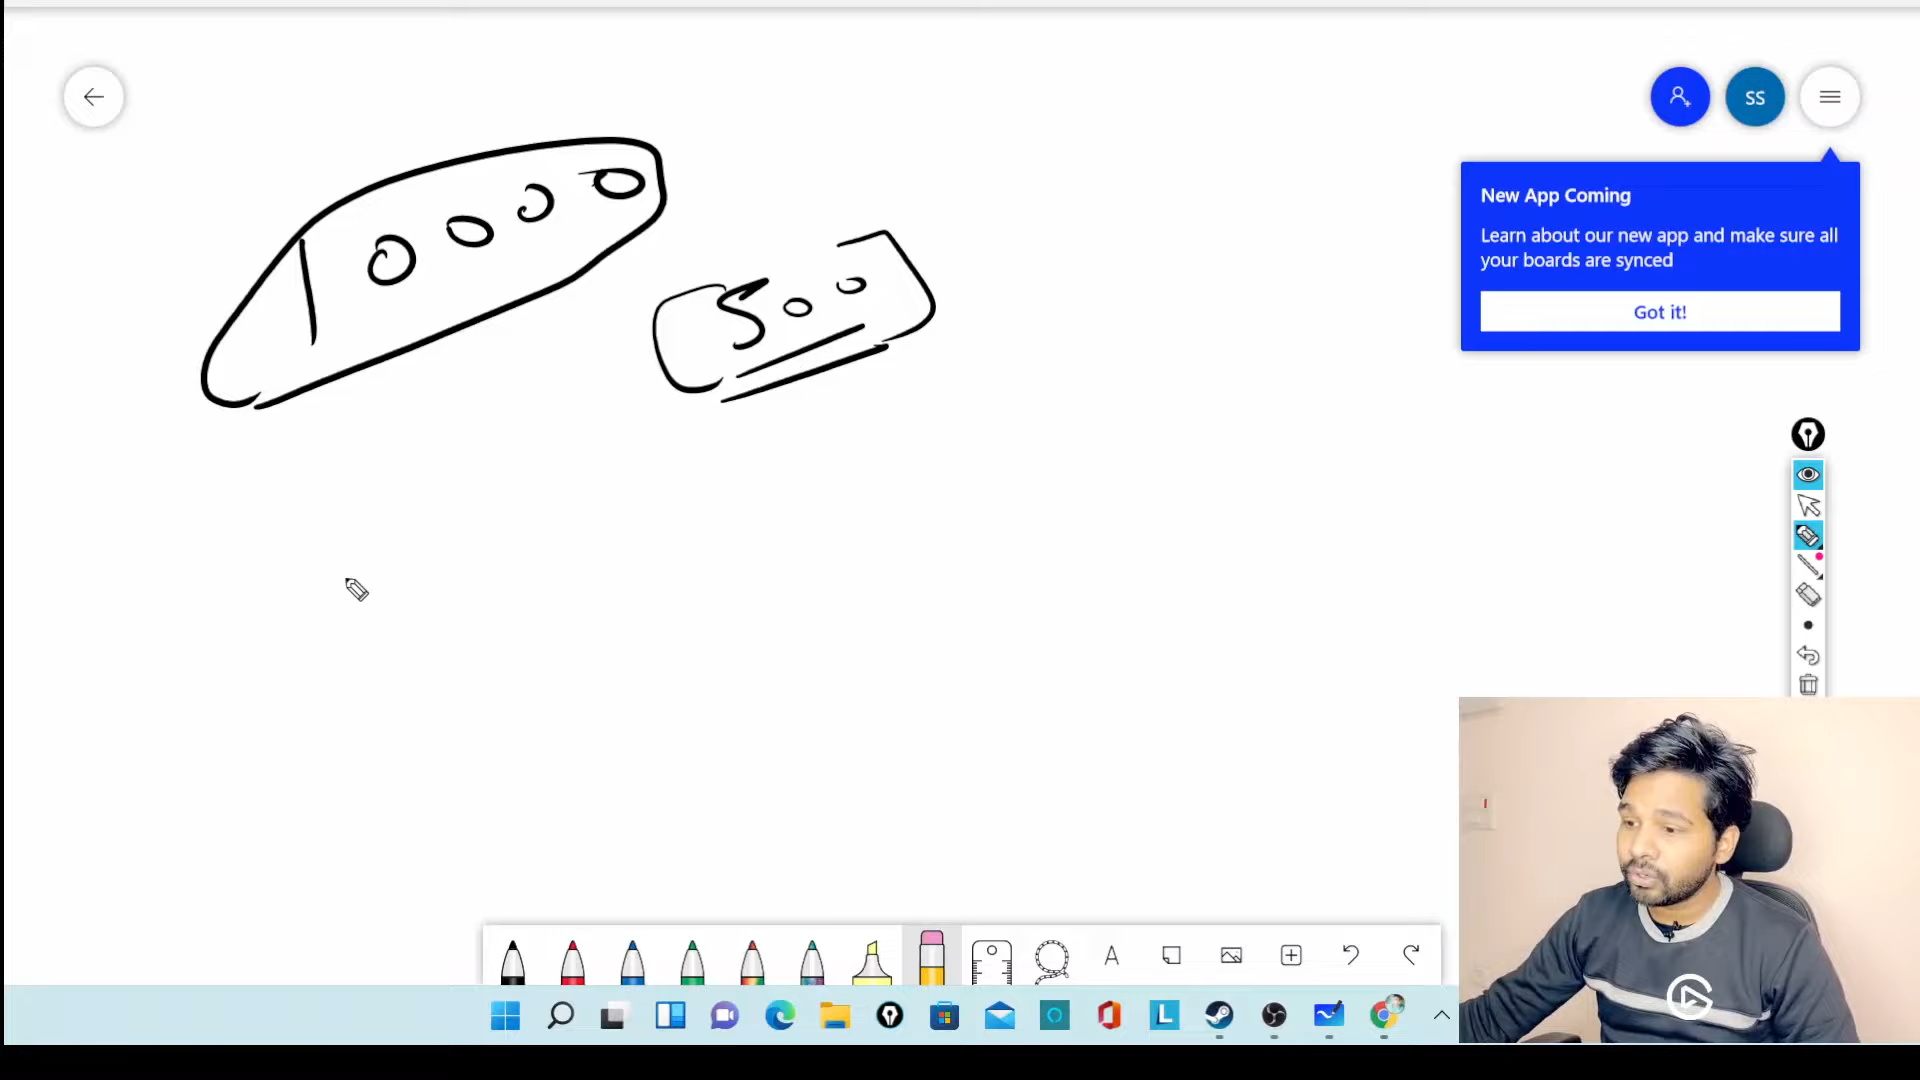 SS
New App Coming
Learn about our new app and make sure all
your boards are synced
Got it!
10000
500
A
L